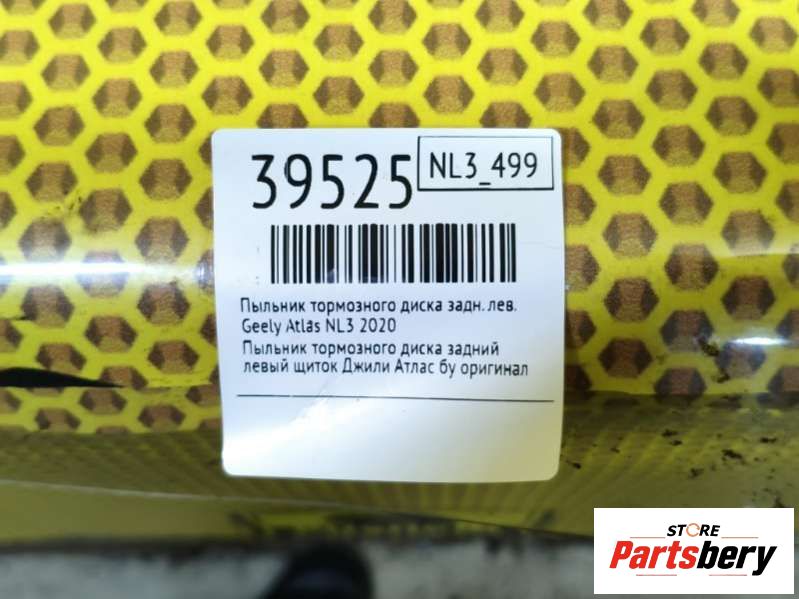 39525
NL3_499
Пыльник тормозного диска задн. лев.
Geely Atlas NL3 2020
Пыльник тормозного диска задний
левый щиток Джили Атлас бу оригинал
STORE
Partsbery